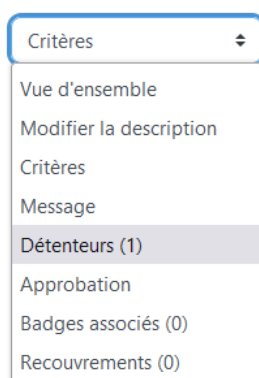 Critères
Vue d'ensemble
Modifier la description
Critères
Message
Détenteurs (1)
Approbation
Badges associés (0)
Recouvrements (0)